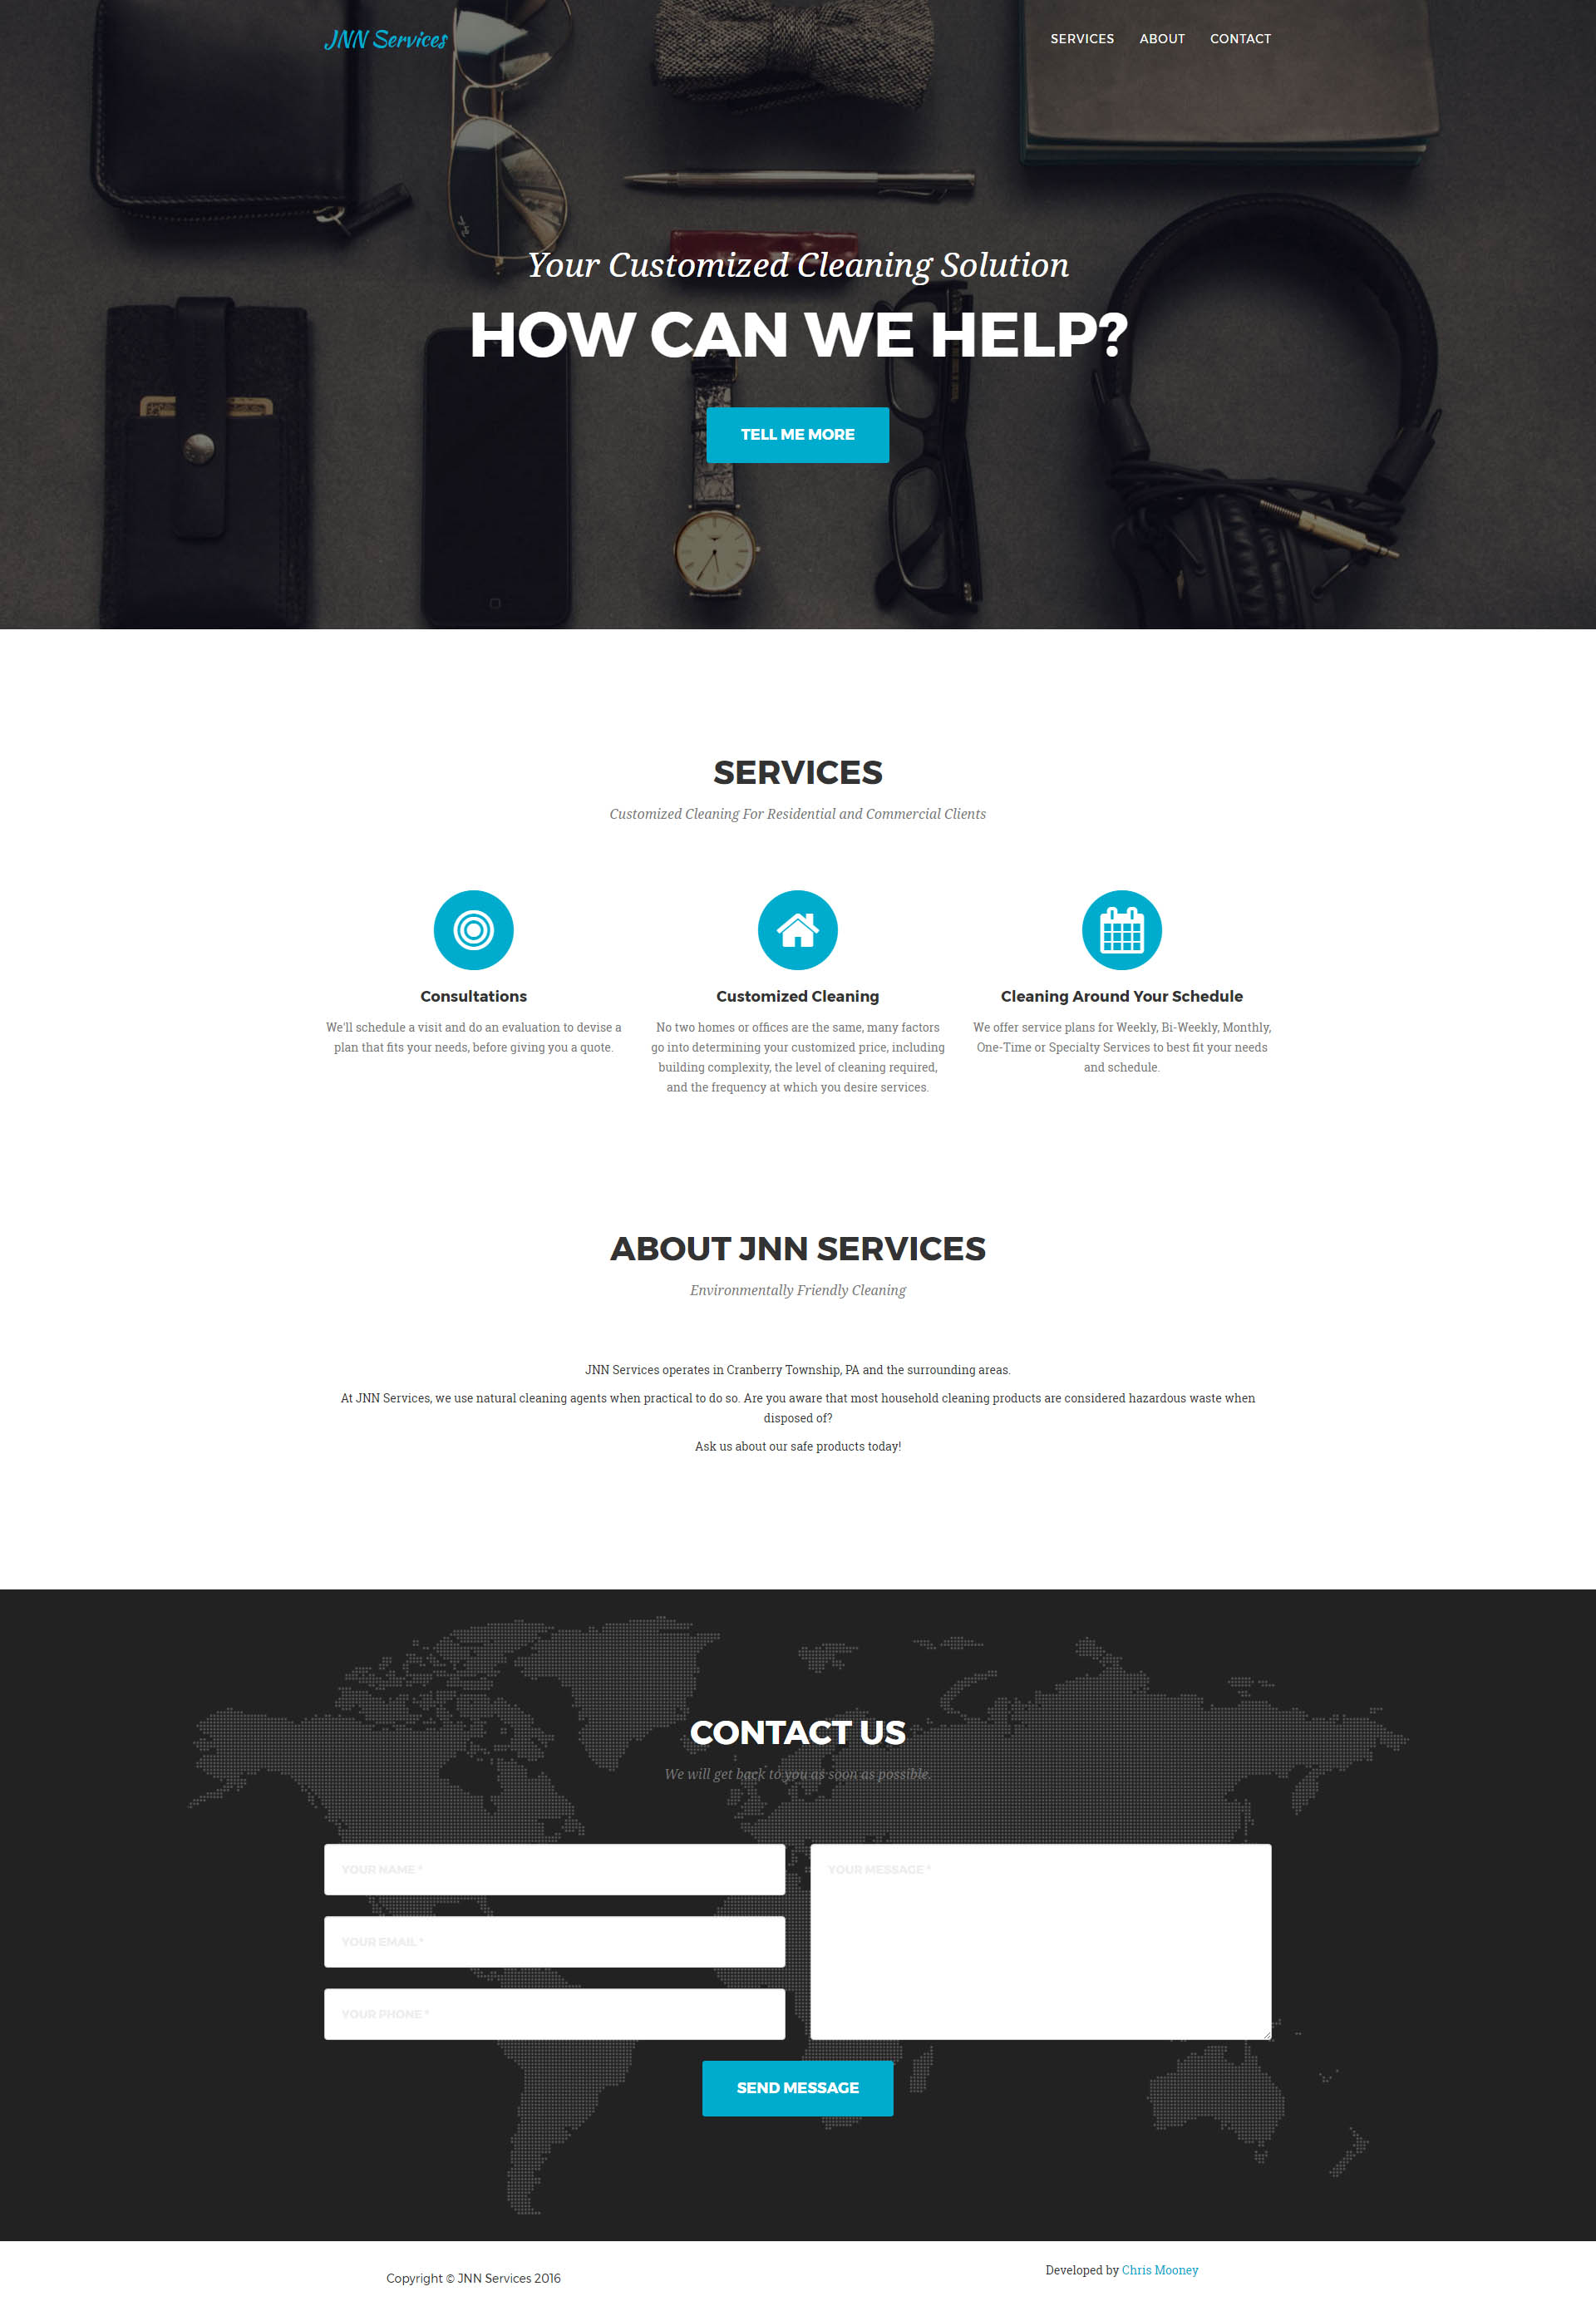 JNN Services
SERVICES
ABOUT
CONTACT
Your Customized Cleaning Solution
HOW CAN WE HELP?
TELL ME MORE
SERVICES
Customized Cleaning For Residential and Commercial Clients
Consultations
We'll schedule a visit and do an evaluation to devise a
plan that fits your needs, before giving you a quote.
Customized Cleaning
No two homes or offices are the same, many factors
go into determining your customized price, including
building complexity, the level of cleaning required,
and the frequency at which you desire services.
Cleaning Around Your Schedule
We offer service plans for Weekly, Bi-Weekly, Monthly,
One-Time or Specialty Services to best fit your needs
and schedule.
ABOUT JNN SERVICES
Environmentally Friendly Cleaning
JNN Services operates in Cranberry Township, PA and the surrounding areas.
At JNN Services, we use natural cleaning agents when practical to do so. Are you aware that most household cleaning products are considered hazardous waste when
disposed of?
Ask us about our safe products today!
CONTACT US
We will get back to you as soon as possible.
YOUR NAME *
YOUR EMAIL *
YOUR PHONE *
YOUR MESSAGE *
SEND MESSAGE
Copyright © JNN Services 2016
Developed by Chris Mooney